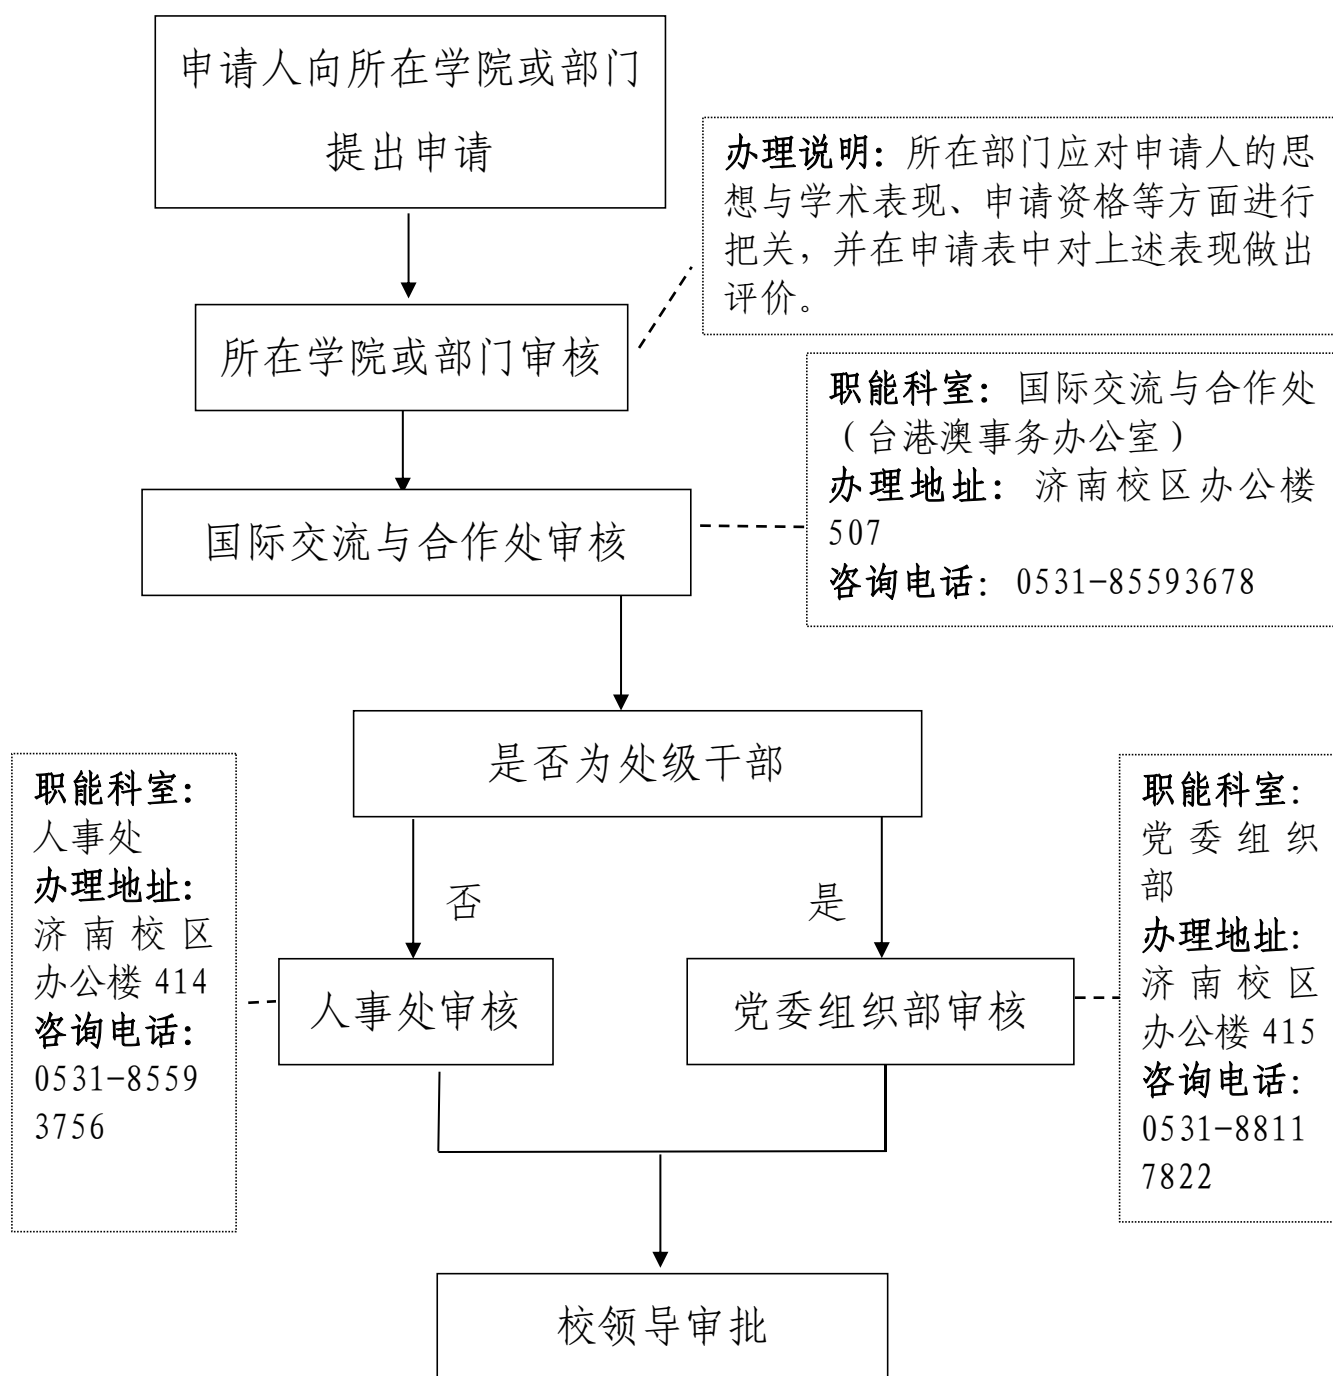 申请人向所在学院或部门
提出申请
办理说明：所在部门应对申请人的思
想与学术表现、申请资格等方面进行
把关，并在申请表中对上述表现做出
评价。
所在学院或部门审核
职能科室：国际交流与合作处
（台港澳事务办公室）
办理地址：济南校区办公楼
507
咨询电话：0531-85593678
国际交流与合作处审核
是否为处级干部
职能科室：
人事处
办理地址：
济南校区
办公楼 414
咨询电话：
0531-8559
3756
否
是
职能科室：
党委组织
部
办理地址：
济南校区
办公楼 415
咨询电话：
0531-8811
7822
人事处审核
党委组织部审核
校领导审批